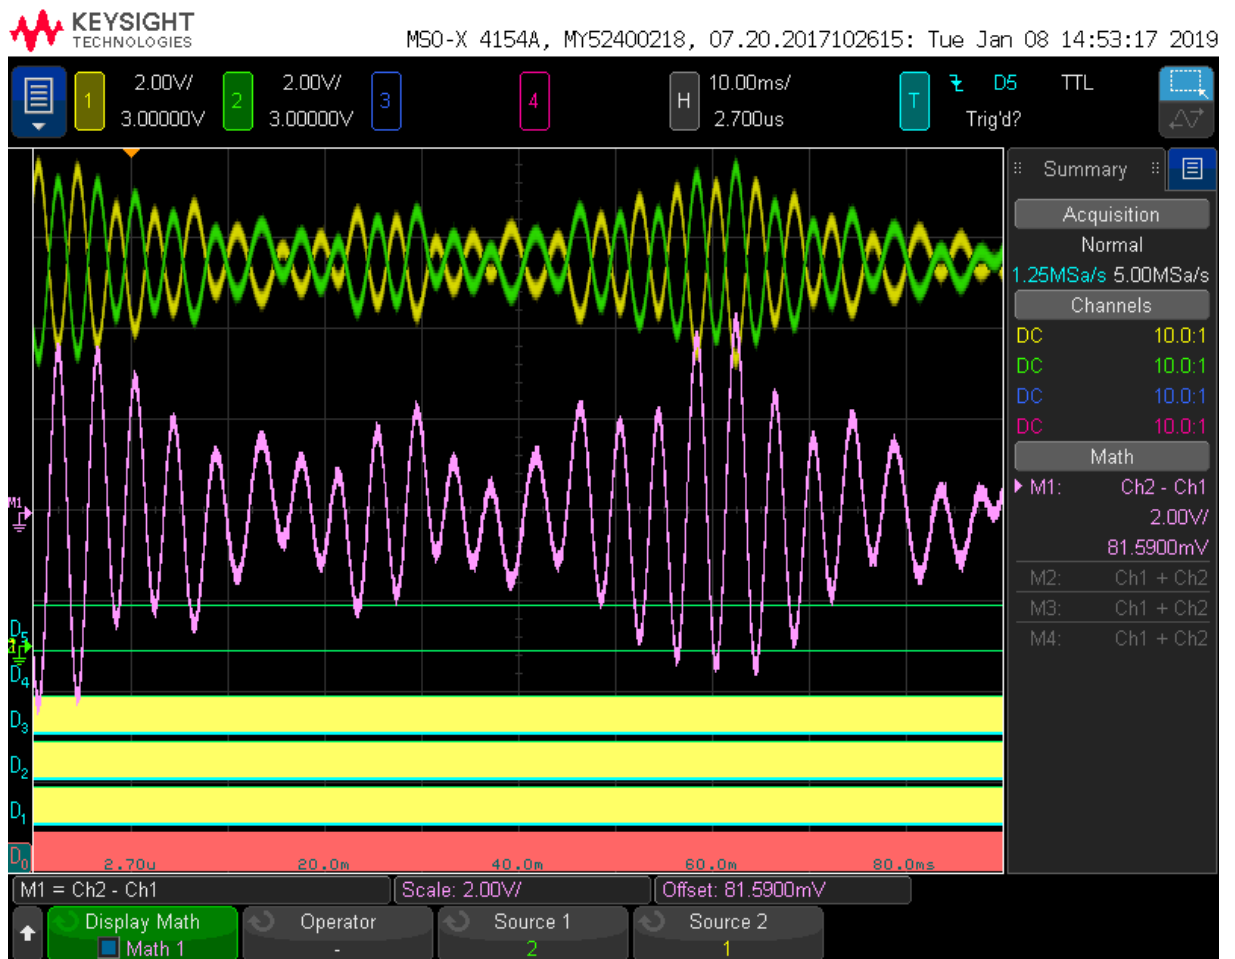 KEYSIGHT
TECHNOLOGIES
MSO-X 4154A, MY52400218, 07.20.2017102615: Tue Jan 08 14:53:17 2019
1 2.00V/ 2 2.00V/ 3 4 H 10.00ms/ T D5 TTL
3.00000V 3.00000V 2.700us Trig'd?
Summary
Acquisition
Normal
1.25MSa/s 5.00MSa/s
Channels
DC 10.0:1
DC 10.0:1
DC 10.0:1
DC 10.0:1
Math
M1: Ch2 - Ch1
2.00V/
81.5900mV
M2: Ch1 + Ch2
M3: Ch1 + Ch2
M4: Ch1 + Ch2
M1
D5
D4
D3
D2
D1
D0
2.70u 20.0m 40.0m 60.0m 80.0ms
M1 = Ch2 - Ch1 Scale: 2.00V/ Offset: 81.5900mV
Display Math Operator Source 1 Source 2
Math 1 - 2 1